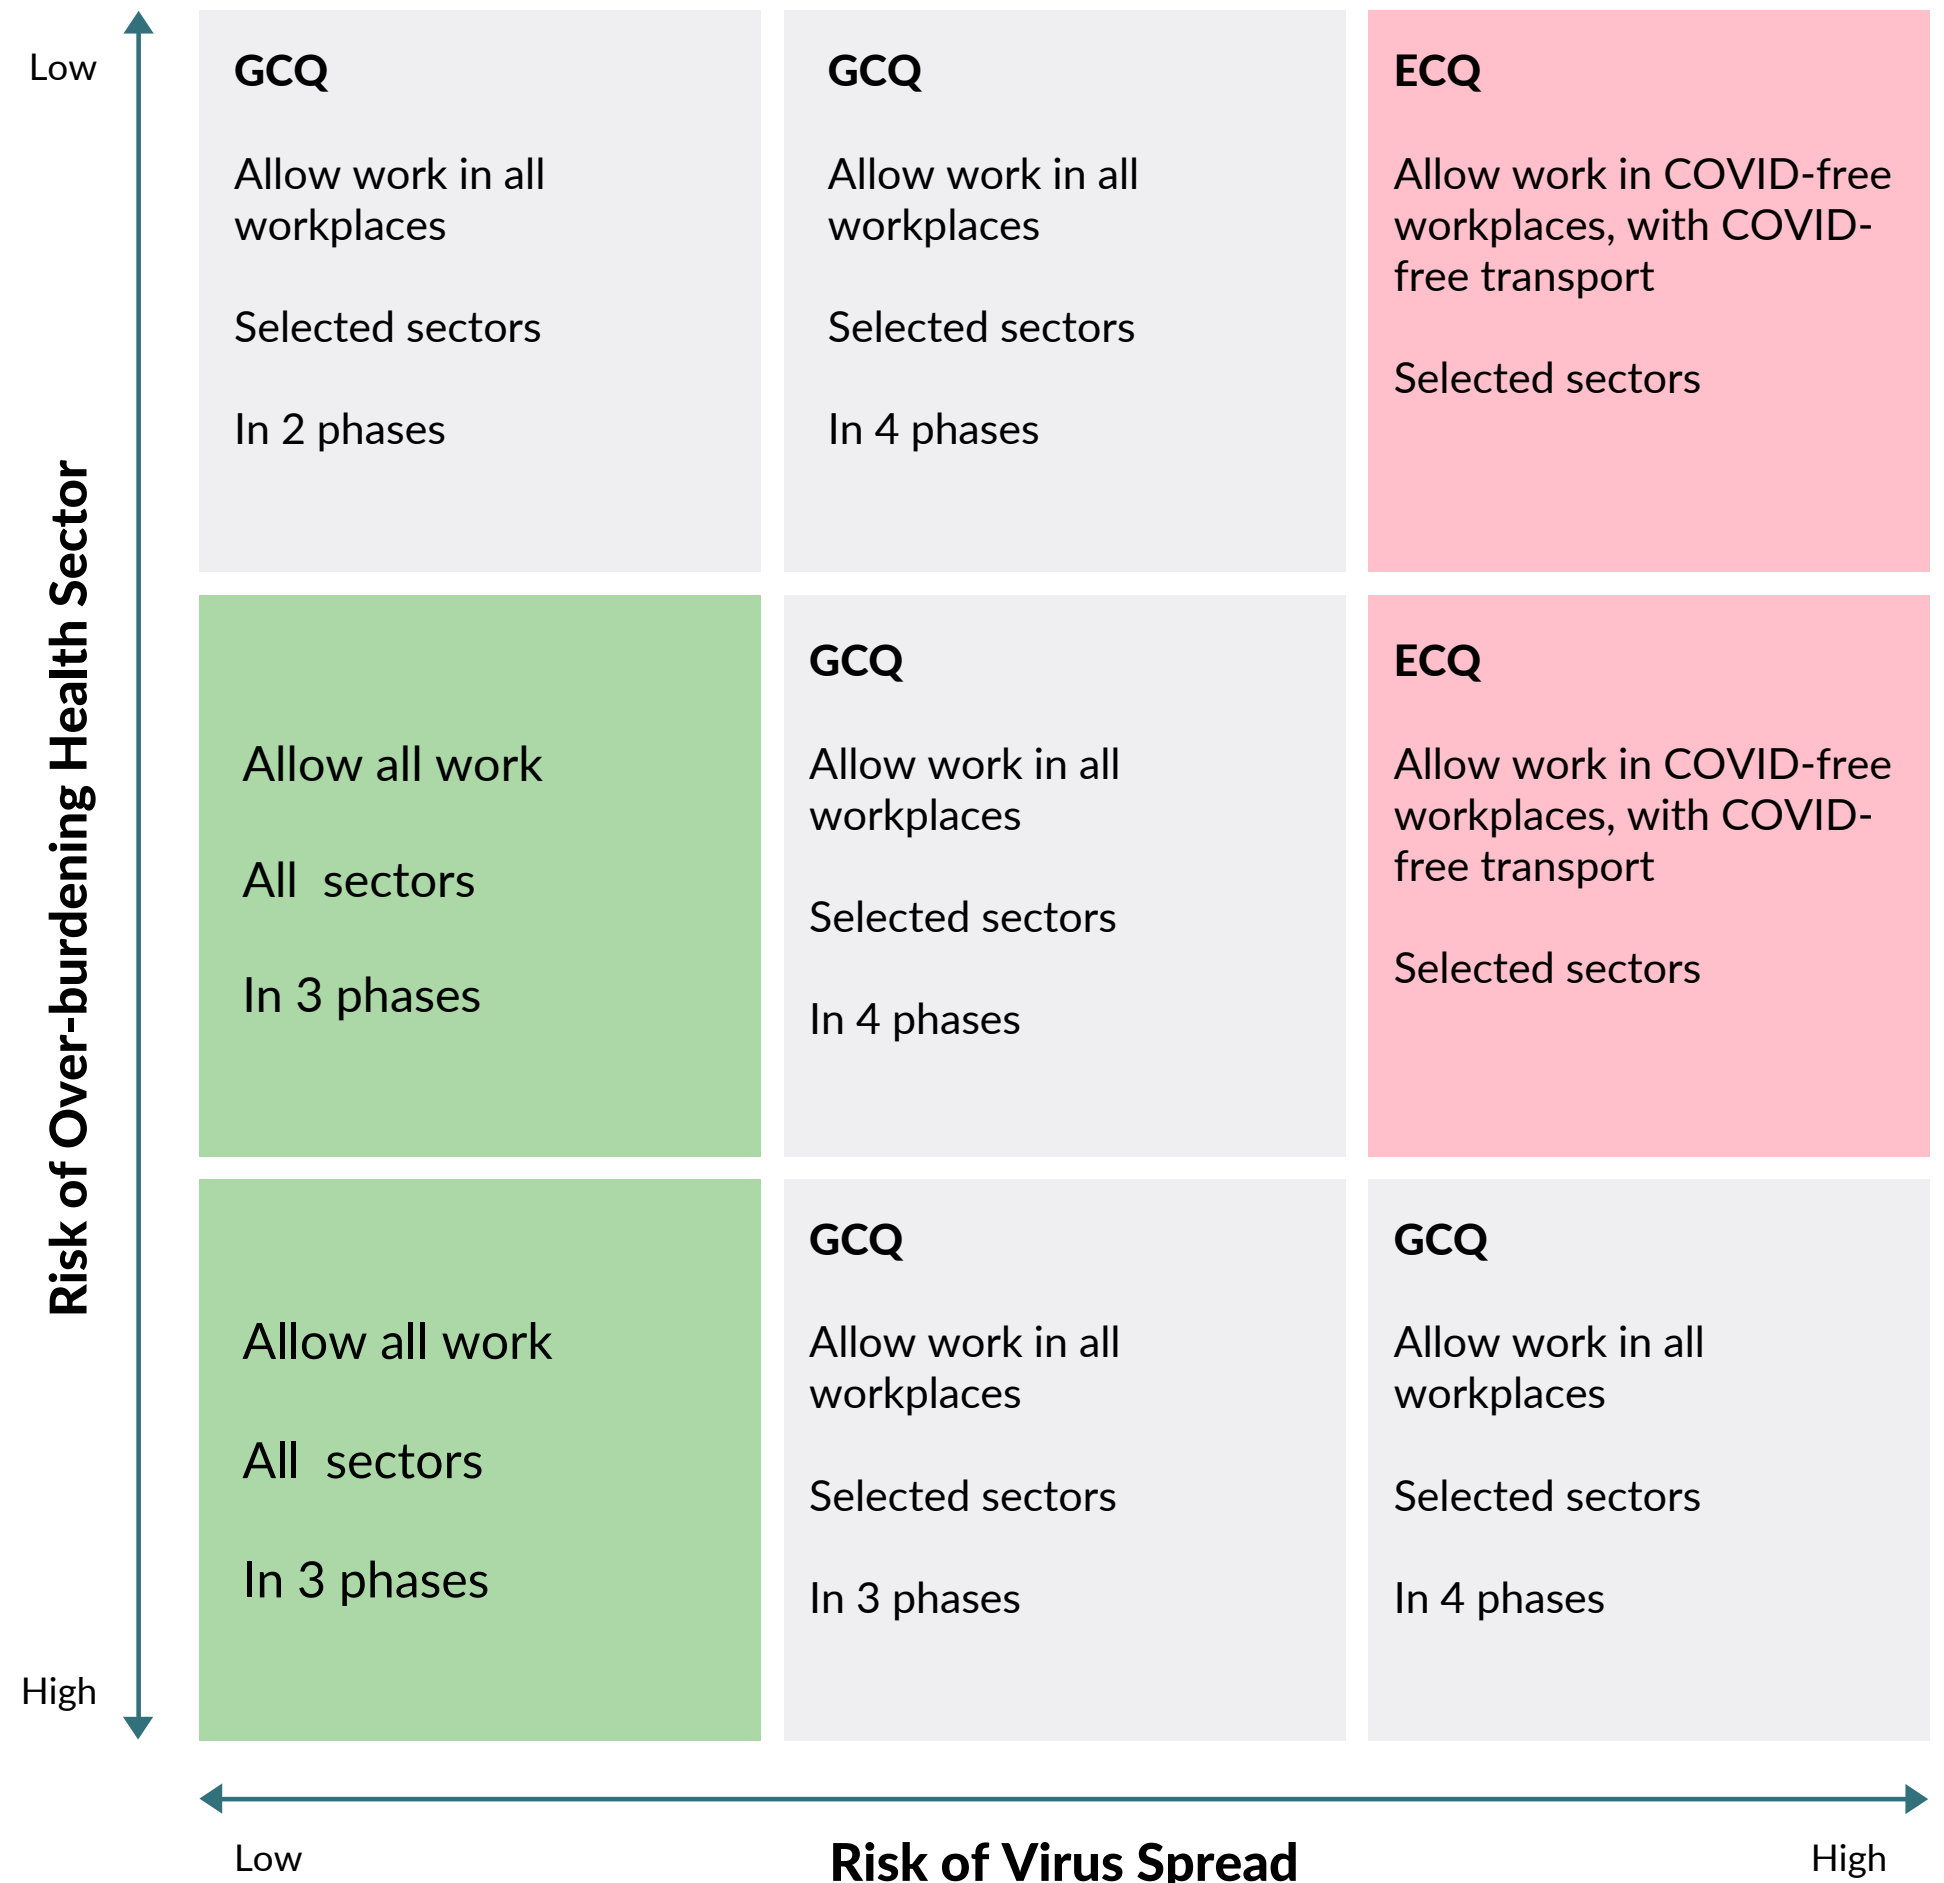 Low
High
Risk of Over-burdening Health Sector
GCQ
Allow work in all
workplaces
Selected sectors
In 2 phases
GCQ
Allow work in all
workplaces
Selected sectors
In 4 phases
ECQ
Allow work in COVID-free
workplaces, with COVID-
free transport
Selected sectors
Allow all work
All sectors
In 3 phases
GCQ
Allow work in all
workplaces
Selected sectors
In 4 phases
ECQ
Allow work in COVID-free
workplaces, with COVID-
free transport
Selected sectors
Allow all work
All sectors
In 3 phases
GCQ
Allow work in all
workplaces
Selected sectors
In 3 phases
GCQ
Allow work in all
workplaces
Selected sectors
In 4 phases
Low
Risk of Virus Spread
High